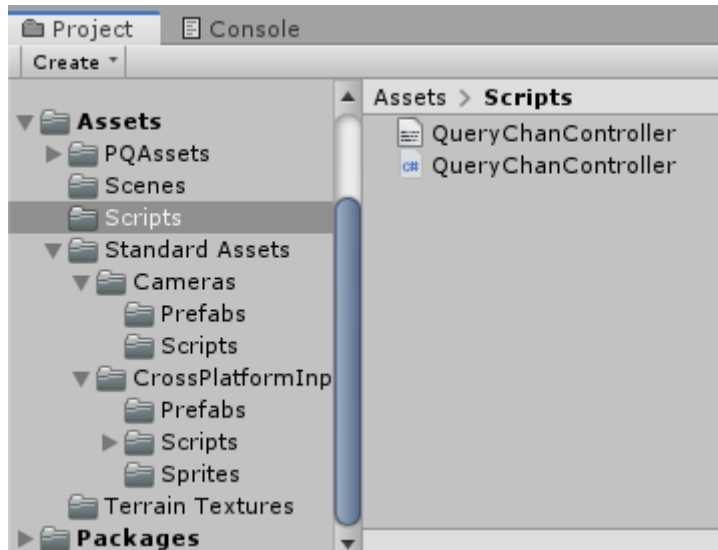 Project Console
Create
Assets
PQAssets
Scenes
Scripts
Standard Assets
Cameras
Prefabs
Scripts
CrossPlatformInp
Prefabs
Scripts
Sprites
Terrain Textures
Packages
Assets > Scripts
QueryChanController
C# QueryChanController